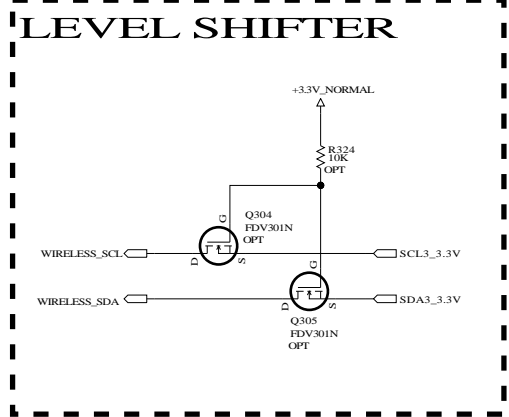 LEVEL SHIFTER
+3.3V_NORMAL
R324
10K
OPT
G
Q304
FDV301N
OPT
WIRELESS_SCL
D
S
SCL3_3.3V
G
WIRELESS_SDA
D
S
SDA3_3.3V
Q305
FDV301N
OPT